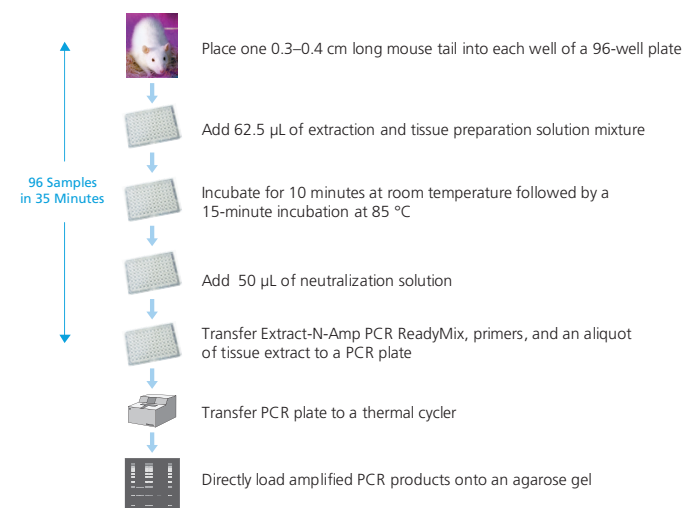 Place one 0.3–0.4 cm long mouse tail into each well of a 96-well plate
Add 62.5 µL of extraction and tissue preparation solution mixture
96 Samples
in 35 Minutes
Incubate for 10 minutes at room temperature followed by a
15-minute incubation at 85 °C
Add 50 µL of neutralization solution
Transfer Extract-N-Amp PCR ReadyMix, primers, and an aliquot
of tissue extract to a PCR plate
Transfer PCR plate to a thermal cycler
Directly load amplified PCR products onto an agarose gel